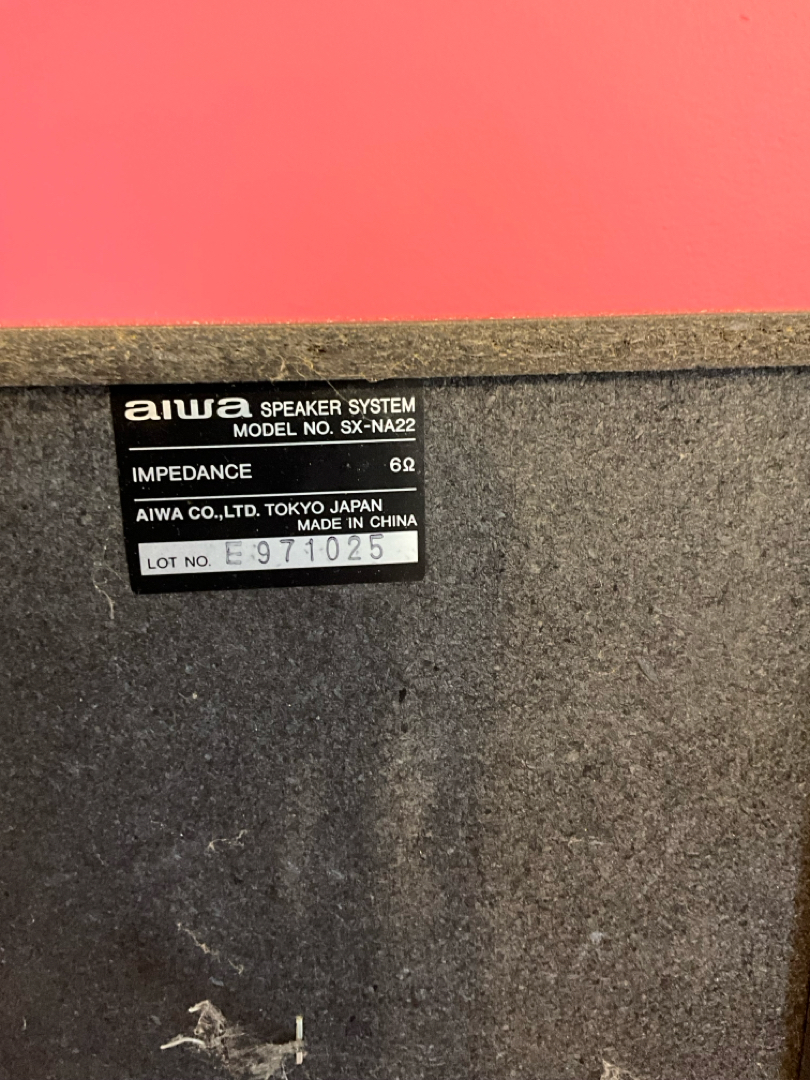 aiwa SPEAKER SYSTEM
MODEL NO. SX-NA22
IMPEDANCE 6Ω
AIWA CO.,LTD. TOKYO JAPAN
MADE IN CHINA
LOT NO. E 971025